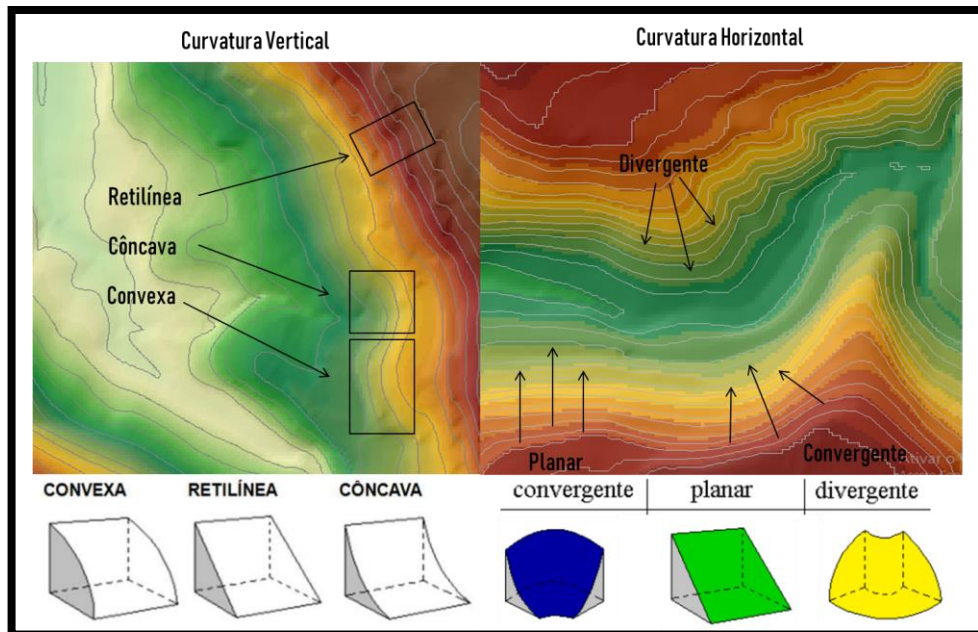 Curvatura Vertical
Curvatura Horizontal
Retilínea
Côncava
Convexa
Divergente
Planar
Convergente
CONVEXA RETILÍNEA CÔNCAVA
convergente planar divergente